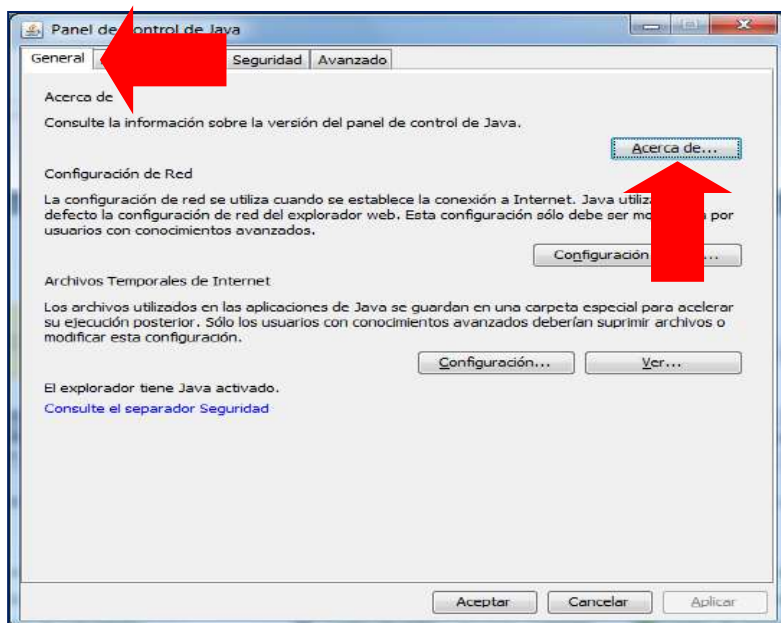 Panel de Control de Java
General
Seguridad
Avanzado
Acerca de
Consulte la información sobre la versión del panel de control de Java.
Acerca de...
Configuración de Red
La configuración de red se utiliza cuando se establece la conexión a Internet. Java
defecto la configuración de red del explorador web. Esta configuración sólo debe ser por
usuarios con conocimientos avanzados.
Configuración ...
Archivos Temporales de Internet
Los archivos utilizados en las aplicaciones de Java se guardan en una carpeta especial para acelerar
su ejecución posterior. Sólo los usuarios con conocimientos avanzados deberían suprimir archivos o
modificar esta configuración.
Configuración...
Ver...
El explorador tiene Java activado.
Consulte el separador Seguridad
Aceptar
Cancelar
Aplicar